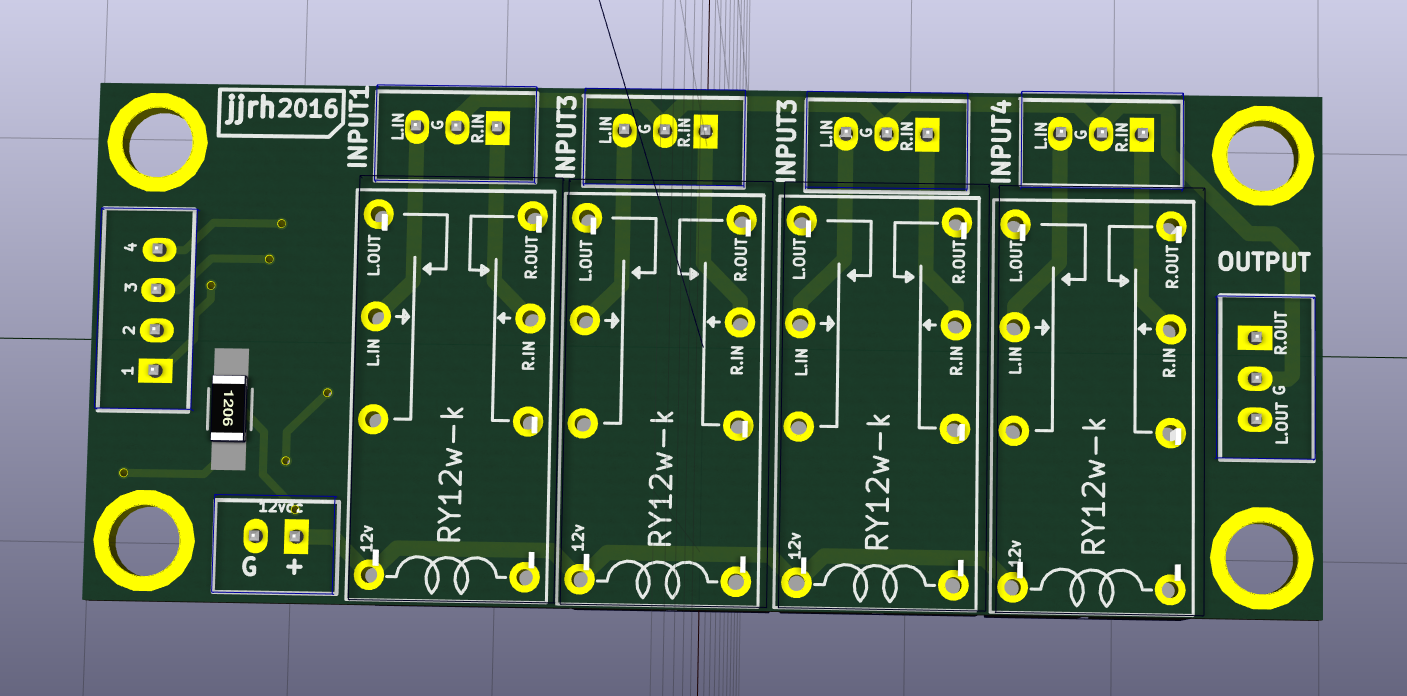 jjrh2016
INPUT1
L.IN
G
R.IN
INPUT3
L.IN
G
R.IN
INPUT3
L.IN
G
R.IN
INPUT4
L.IN
G
R.IN
4
3
2
1
1206
12Vcc
G +
L.OUT
R.OUT
L.IN
R.IN
RY12w-k
12v
L.OUT
R.OUT
L.IN
R.IN
RY12w-k
12v
L.OUT
R.OUT
L.IN
R.IN
RY12w-k
12v
L.OUT
R.OUT
L.IN
R.IN
RY12w-k
12v
OUTPUT
R.OUT
G
L.OUT